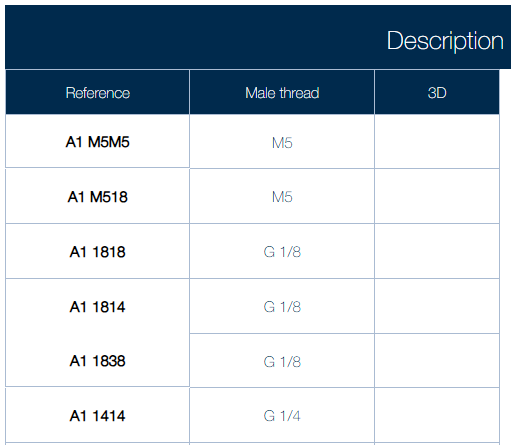 Description
Reference Male thread 3D
A1 M5M5 M5
A1 M518 M5
A1 1818 G 1/8
A1 1814 G 1/8
A1 1838 G 1/8
A1 1414 G 1/4